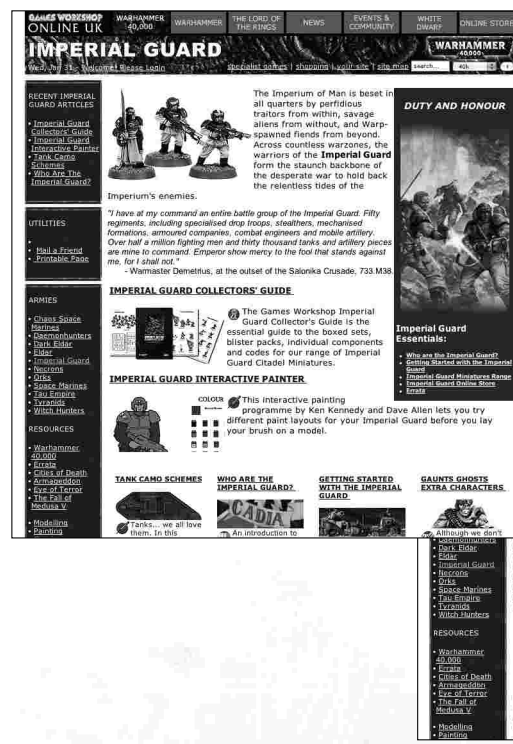 GAMES WORKSHOP
ONLINE UK
WARHAMMER 40,000
WARHAMMER
THE LORD OF THE RINGS
NEWS
EVENTS & COMMUNITY
WHITE DWARF
ONLINE STORE
IMPERIAL GUARD
WARHAMMER 40,000
Wed, Jan 31 - Welcome! Please Login
specialist games | shopping | your site | site map
search...
40k
RECENT IMPERIAL GUARD ARTICLES
• Imperial Guard Collectors' Guide
• Imperial Guard Interactive Painter
• Tank Camo Schemes
• Who Are The Imperial Guard?
UTILITIES
•
• Mail a Friend
• Printable Page
ARMIES
• Chaos Space Marines
• Daemonhunters
• Dark Eldar
• Eldar
• Imperial Guard
• Necrons
• Orks
• Space Marines
• Tau Empire
• Tyranids
• Witch Hunters
RESOURCES
• Warhammer 40,000
• Errata
• Cities of Death
• Armageddon
• Eye of Terror
• The Fall of Medusa V
• Modelling
• Painting
The Imperium of Man is beset in
all quarters by perfidious
traitors from within, savage
aliens from without, and Warp-
spawned fiends from beyond.
Across countless warzones, the
warriors of the Imperial Guard
form the staunch backbone of
the desperate war to hold back
the relentless tides of the
Imperium's enemies.
"I have at my command an entire battle group of the Imperial Guard. Fifty
regiments, including specialised drop troops, stealthers, mechanised
formations, armoured companies, combat engineers and mobile artillery.
Over half a million fighting men and thirty thousand tanks and artillery pieces
are mine to command. Emperor show mercy to the fool that stands against
me, for I shall not."
- Warmaster Demetrius, at the outset of the Salonika Crusade, 733.M38.
IMPERIAL GUARD COLLECTORS' GUIDE
The Games Workshop Imperial
Guard Collector's Guide is the
essential guide to the boxed sets,
blister packs, individual components
and codes for our range of Imperial
Guard Citadel Miniatures.
IMPERIAL GUARD INTERACTIVE PAINTER
COLOUR
This interactive painting
programme by Ken Kennedy and Dave Allen lets you try
different paint layouts for your Imperial Guard before you lay
your brush on a model.
TANK CAMO SCHEMES
Tanks... we all love
them. In this
WHO ARE THE
IMPERIAL GUARD?
CADIA
An introduction to
GETTING STARTED
WITH THE IMPERIAL
GUARD
GAUNTS GHOSTS
EXTRA CHARACTERS
Although we don't
DUTY AND HONOUR
Imperial Guard
Essentials:
• Who are the Imperial Guard?
• Getting Started with the Imperial
Guard
• Imperial Guard Miniatures Range
• Imperial Guard Online Store
• Errata
• Daemonhunters
• Dark Eldar
• Eldar
• Imperial Guard
• Necrons
• Orks
• Space Marines
• Tau Empire
• Tyranids
• Witch Hunters
RESOURCES
• Warhammer
40,000
• Errata
• Cities of Death
• Armageddon
• Eye of Terror
• The Fall of
Medusa V
• Modelling
• Painting